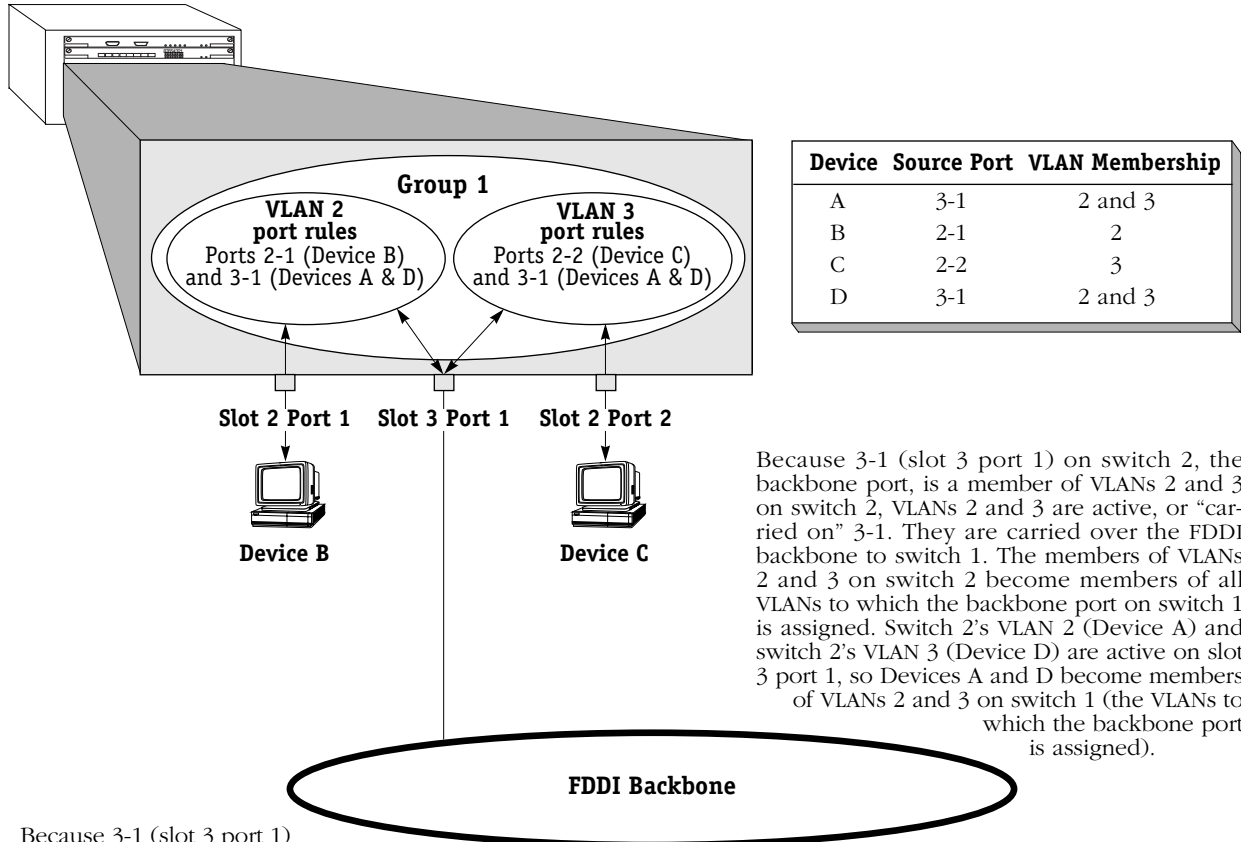 Group 1
VLAN 2
port rules
Ports 2-1 (Device B)
and 3-1 (Devices A & D)
VLAN 3
port rules
Ports 2-2 (Device C)
and 3-1 (Devices A & D)
Device Source Port VLAN Membership
A 3-1 2 and 3
B 2-1 2
C 2-2 3
D 3-1 2 and 3
Slot 2 Port 1 Slot 3 Port 1 Slot 2 Port 2
Device B
Device C
Because 3-1 (slot 3 port 1) on switch 2, the
backbone port, is a member of VLANs 2 and 3
on switch 2, VLANs 2 and 3 are active, or “car-
ried on” 3-1. They are carried over the FDDI
backbone to switch 1. The members of VLANs
2 and 3 on switch 2 become members of all
VLANs to which the backbone port on switch 1
is assigned. Switch 2's VLAN 2 (Device A) and
switch 2's VLAN 3 (Device D) are active on slot
3 port 1, so Devices A and D become members
of VLANs 2 and 3 on switch 1 (the VLANs to
which the backbone port
is assigned).
FDDI Backbone
Because 3-1 (slot 3 port 1)